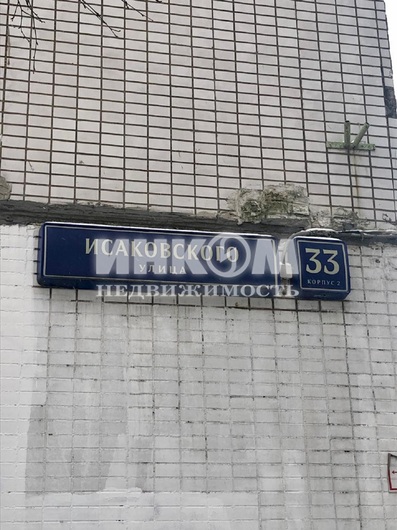 ИСАКОВСКОГО
УЛИЦА
Д
33
КОРПУС 2
ИНКОМ
НЕДВИЖИМОСТЬ